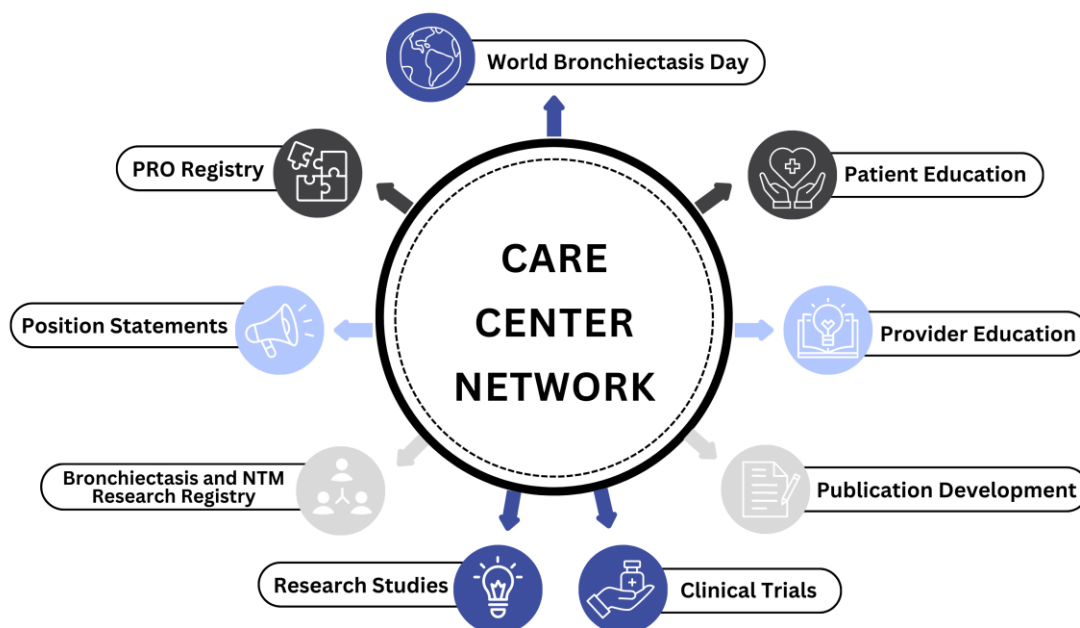 World Bronchiectasis Day
PRO Registry
Patient Education
CARE
CENTER
NETWORK
Position Statements
Provider Education
Bronchiectasis and NTM
Research Registry
Publication Development
Research Studies
Clinical Trials